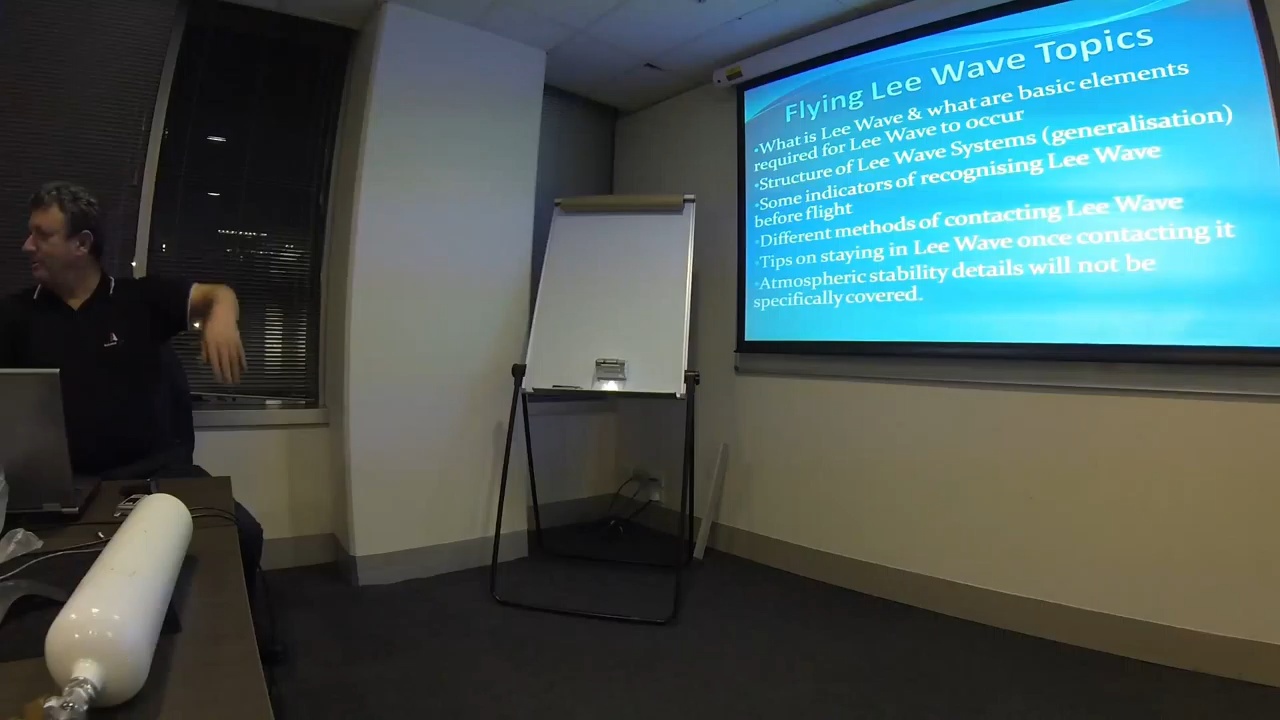 Flying Lee Wave Topics
•What is Lee Wave & what are basic elements
required for Lee Wave to occur
•Structure of Lee Wave Systems (generalisation)
•Some indicators of recognising Lee Wave
before flight
•Different methods of contacting Lee Wave
•Tips on staying in Lee Wave once contacting it
•Atmospheric stability details will not be
specifically covered.